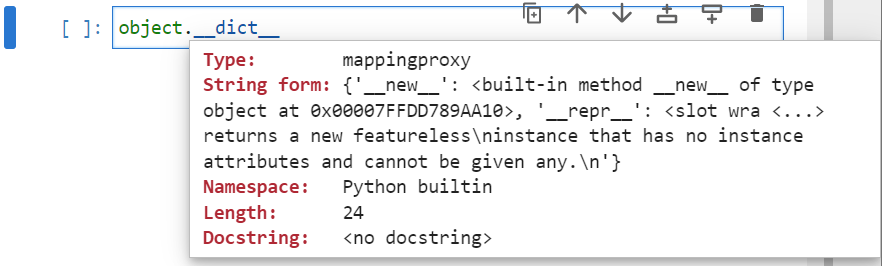 [ ]: object.__dict__
Type: mappingproxy
String form: {'__new__': <built-in method __new__ of type
object at 0x00007FFDD789AA10>, '__repr__': <slot wra <...>
returns a new featureless\ninstance that has no instance
attributes and cannot be given any.\n'}
Namespace: Python builtin
Length: 24
Docstring: <no docstring>